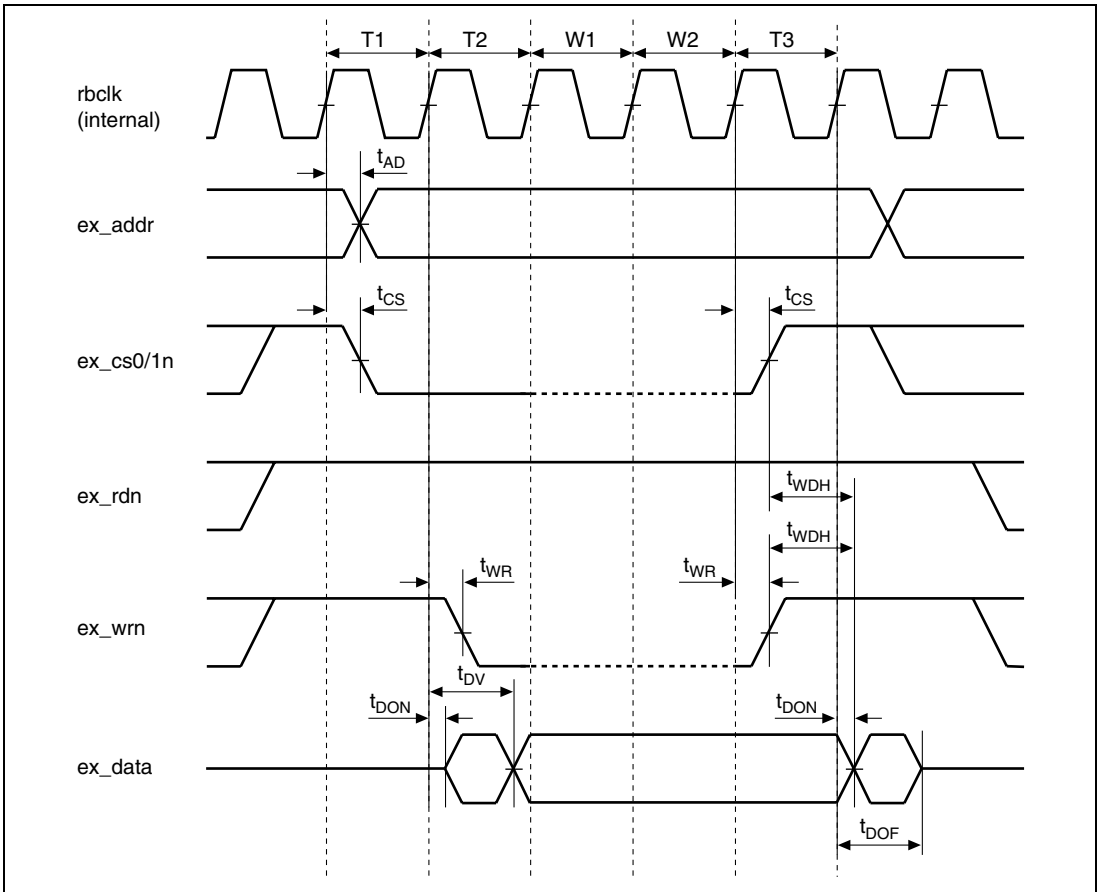 T1 T2 W1 W2 T3
rbclk
(internal)
tAD
ex_addr
tCS tCS
ex_cs0/1n
ex_rdn
tWDH
tWDH
tWR tWR
ex_wrn
tDV
tDON tDON
ex_data
tDOF